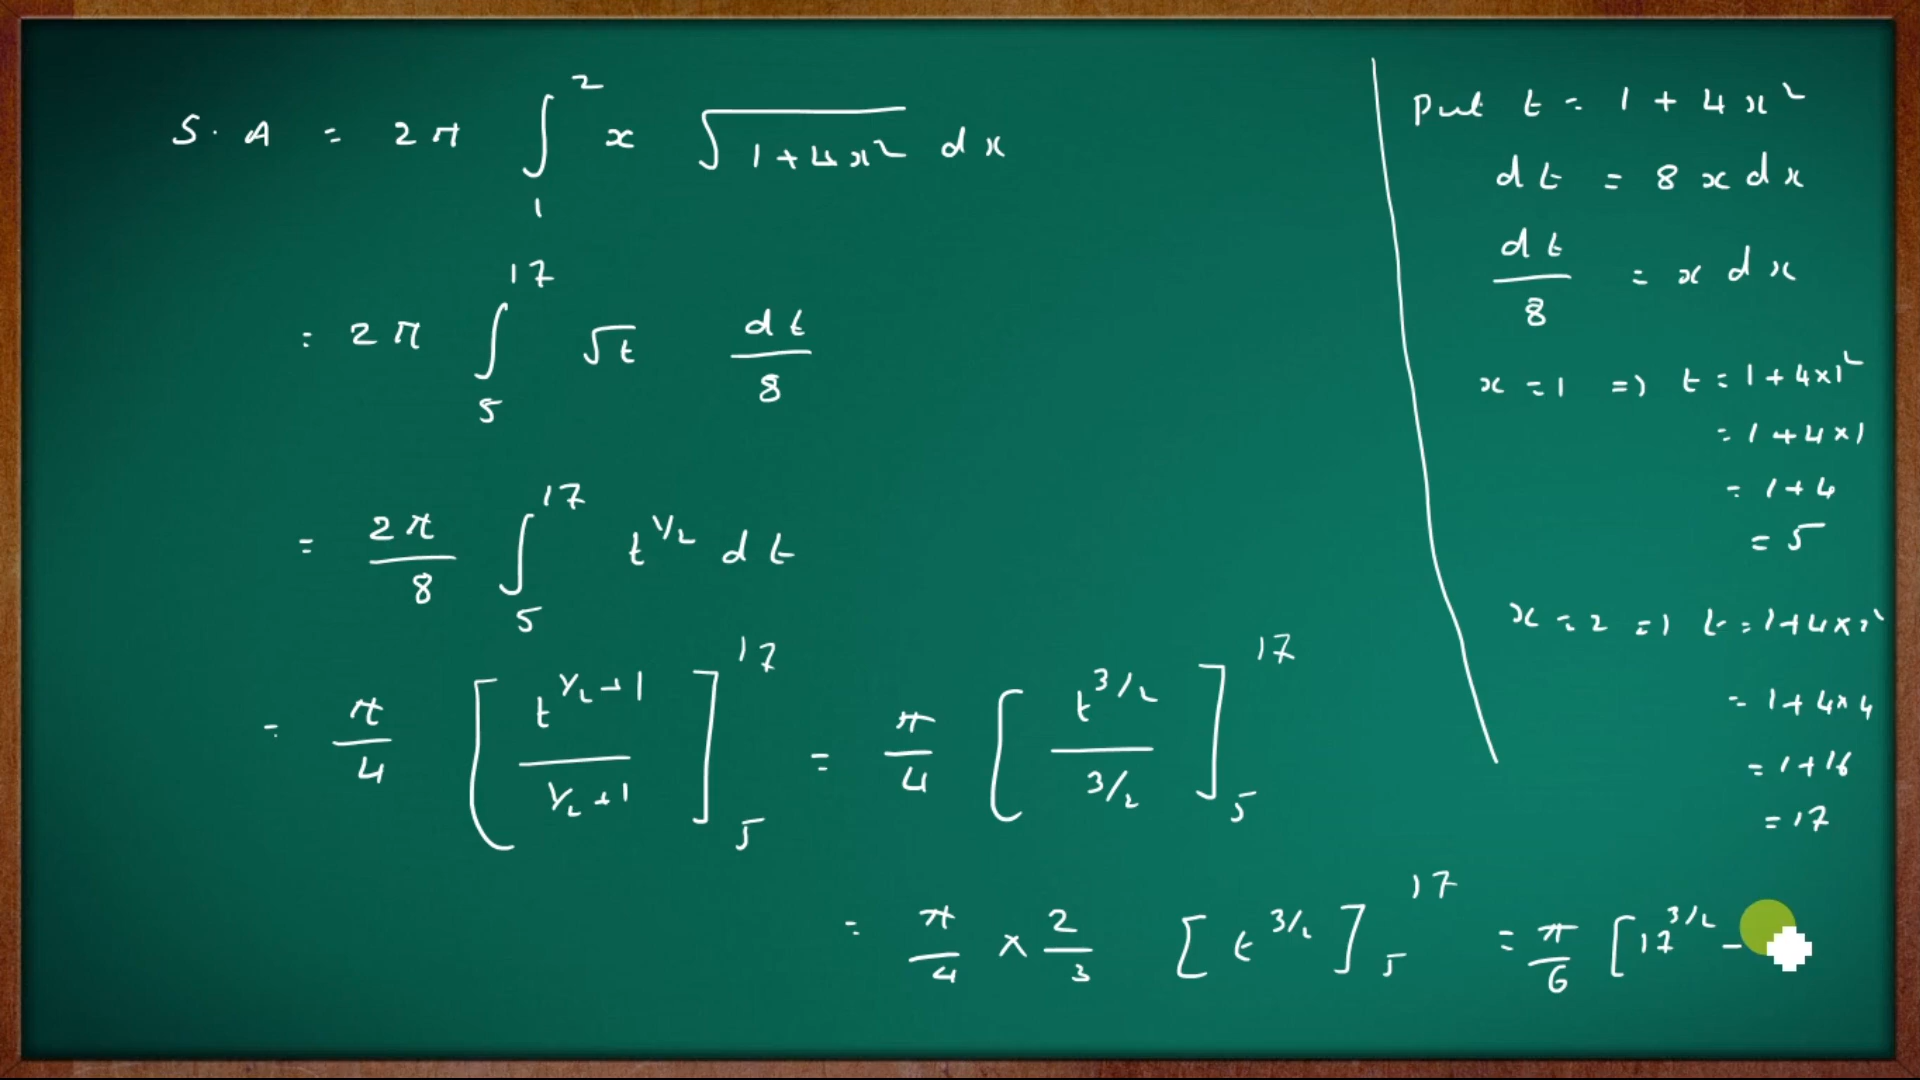 S.A = 2π ∫₁² x √(1+4x²) dx
= 2π ∫₅¹⁷ √t dt/8
= 2π/8 ∫₅¹⁷ t^1/2 dt
= π/4 [t^(1/2+1) / (1/2+1)]₅¹⁷ = π/4 [t^3/2 / 3/2]₅¹⁷
= π/4 × 2/3 [t^3/2]₅¹⁷ = π/6 [17^3/2 −
Put t = 1 + 4x²
dt = 8x dx
dt/8 = x dx
x = 1 ⇒ t = 1+4×1²
= 1+4×1
= 1+4
= 5
x = 2 ⇒ t = 1+4×2²
= 1+4×4
= 1+16
= 17